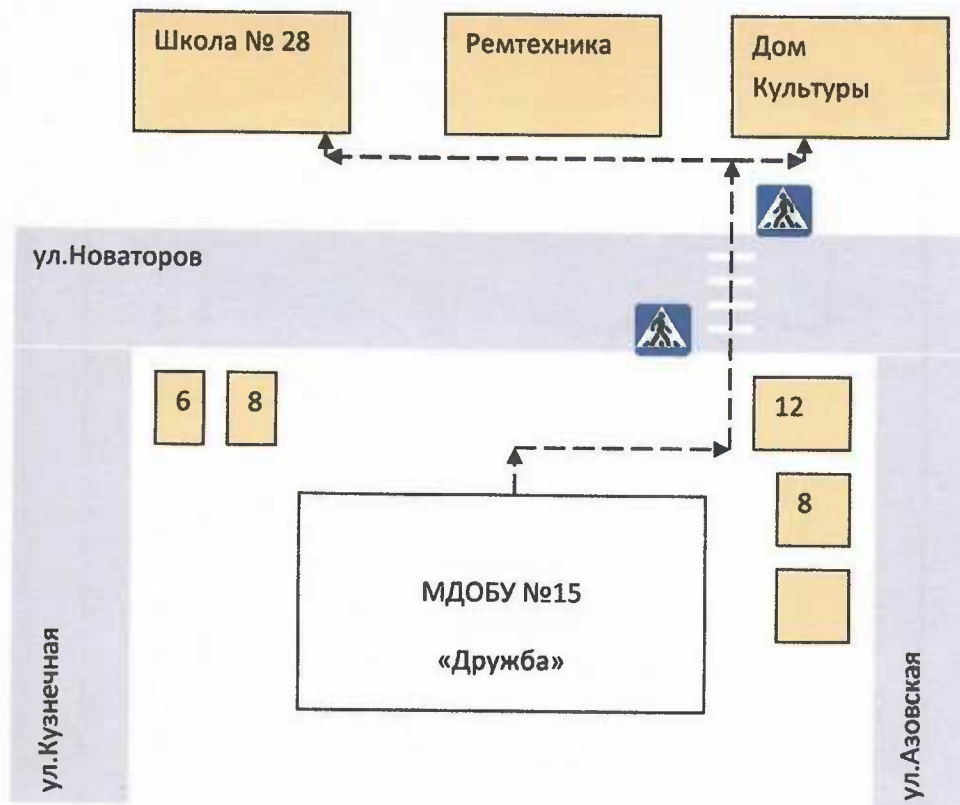 Школа № 28
Ремтехника
Дом
Культуры
ул.Новаторов
6
8
12
8
МДОБУ №15
«Дружба»
ул.Кузнечная
ул.Азовская